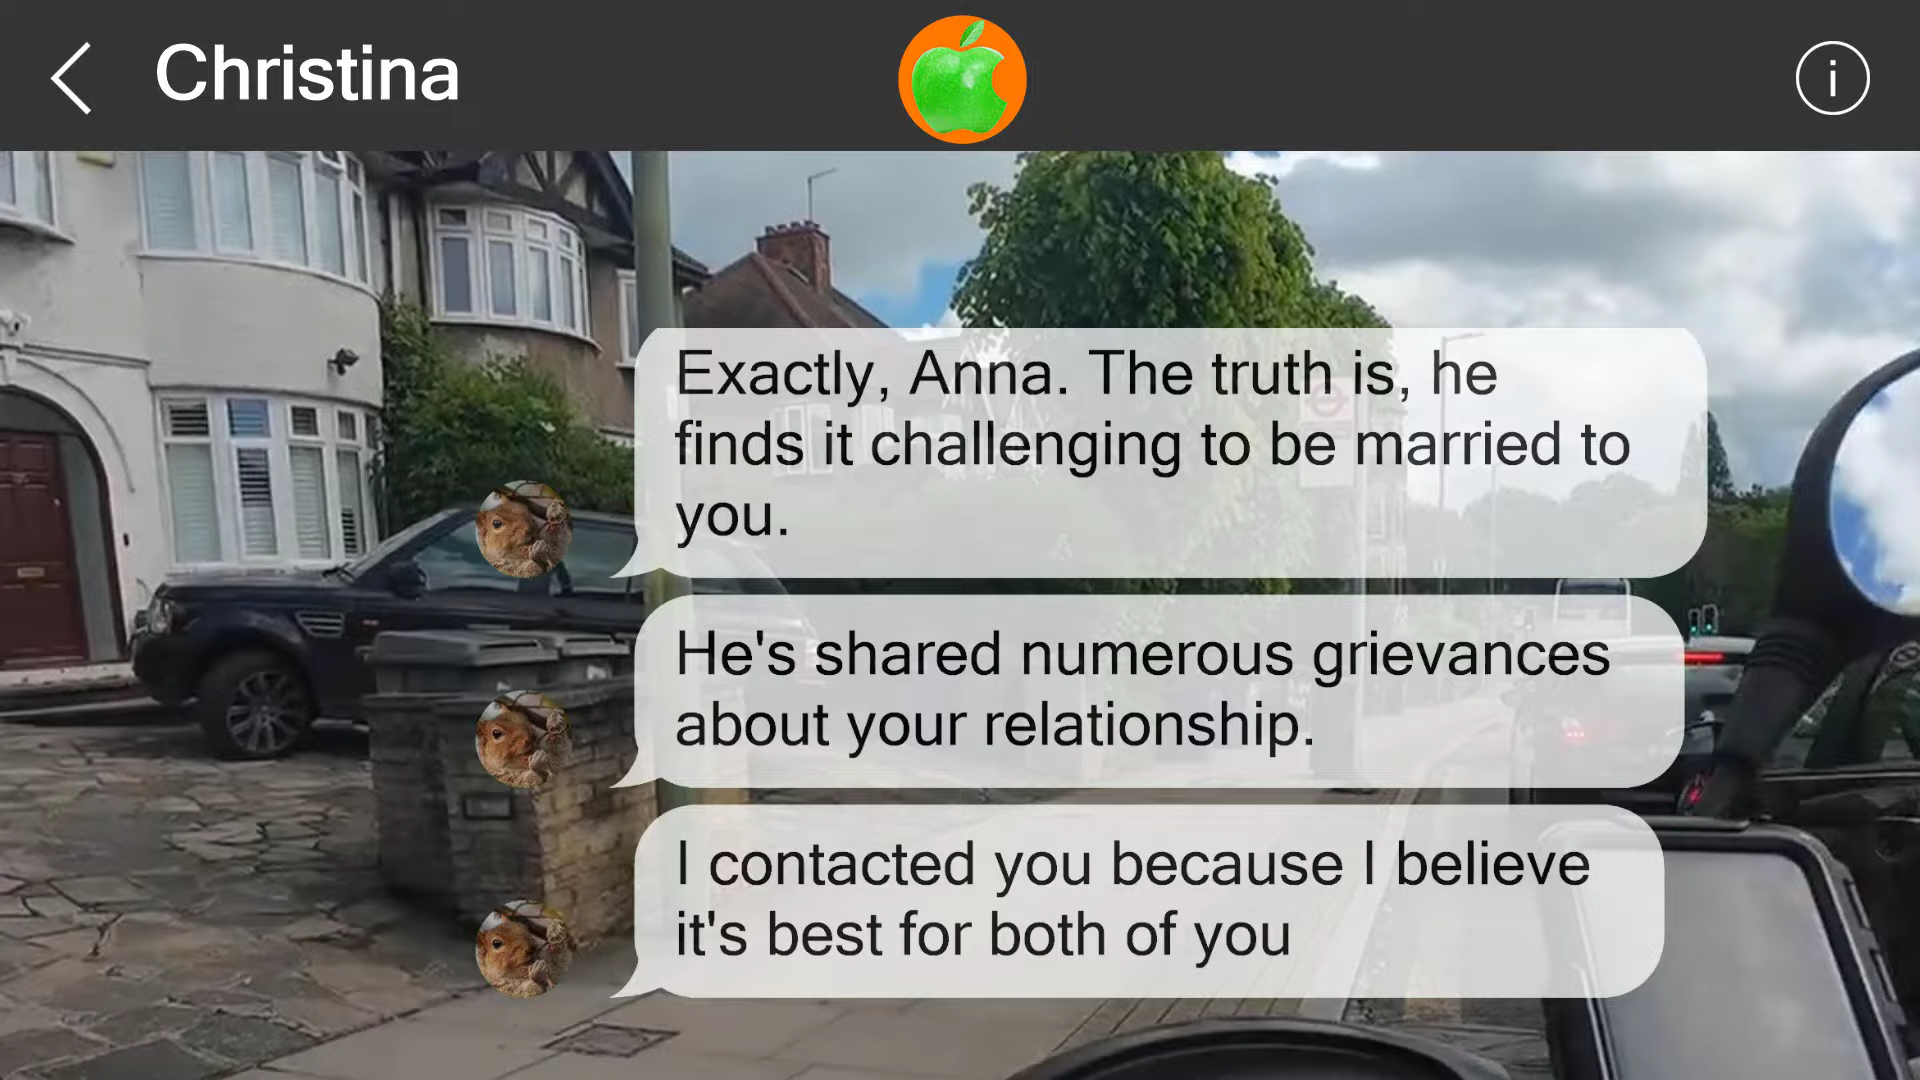 Christina
Exactly, Anna. The truth is, he
finds it challenging to be married to
you.
He's shared numerous grievances
about your relationship.
I contacted you because I believe
it's best for both of you